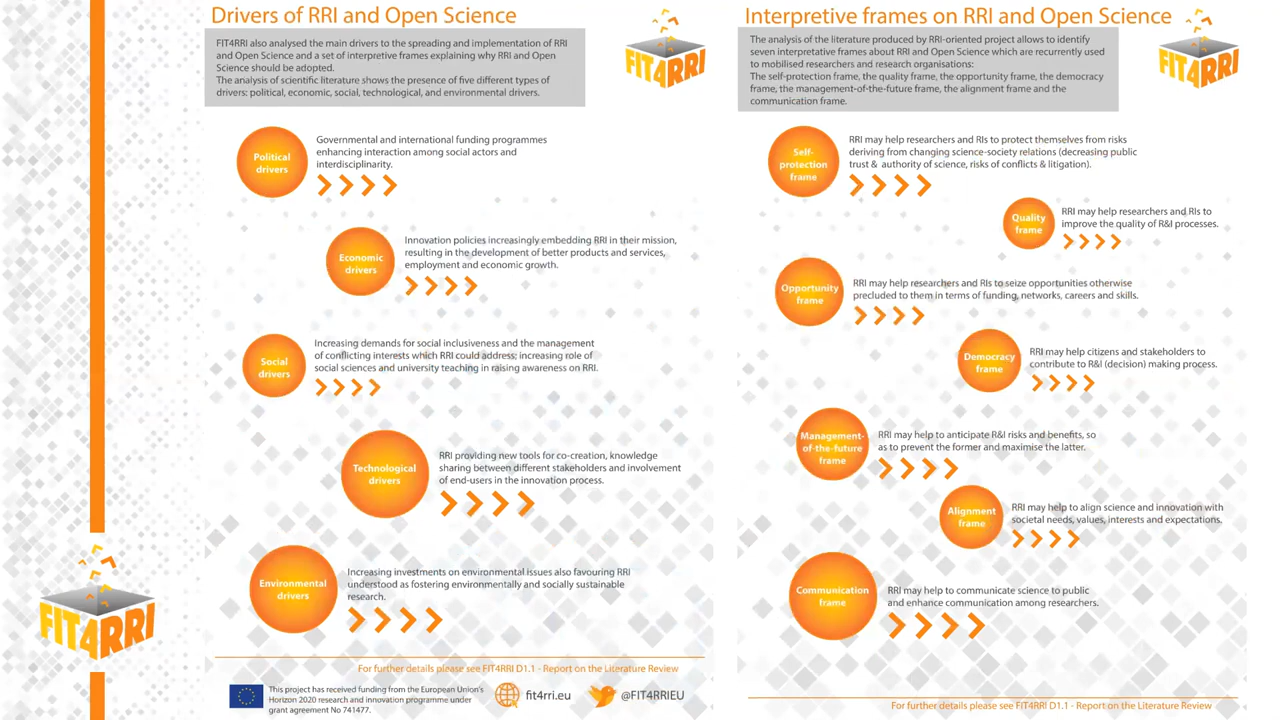 Drivers of RRI and Open Science
FIT4RRI
FIT4RRI also analysed the main drivers to the spreading and implementation of RRI
and Open Science and a set of interpretive frames explaining why RRI and Open
Science should be adopted.
The analysis of scientific literature shows the presence of five different types of
drivers: political, economic, social, technological, and environmental drivers.
Political
drivers
Governmental and international funding programmes
enhancing interaction among social actors and
interdisciplinarity.
Economic
drivers
Innovation policies increasingly embedding RRI in their mission,
resulting in the development of better products and services,
employment and economic growth.
Social
drivers
Increasing demands for social inclusiveness and the management
of conflicting interests which RRI could address; increasing role of
social sciences and university teaching in raising awareness on RRI.
Technological
drivers
RRI providing new tools for co-creation, knowledge
sharing between different stakeholders and involvement
of end-users in the innovation process.
Environmental
drivers
Increasing investments on environmental issues also favouring RRI
understood as fostering environmentally and socially sustainable
research.
For further details please see FIT4RRI D1.1 - Report on the Literature Review
This project has received funding from the European Union's
Horizon 2020 research and innovation programme under
grant agreement No 741477.
fit4rri.eu
@FIT4RRIEU
FIT4RRI
Interpretive frames on RRI and Open Science
FIT4RRI
The analysis of the literature produced by RRI-oriented project allows to identify
seven interpretative frames about RRI and Open Science which are recurrently used
to mobilised researchers and research organisations:
The self-protection frame, the quality frame, the opportunity frame, the democracy
frame, the management-of-the-future frame, the alignment frame and the
communication frame.
Self-
protection
frame
RRI may help researchers and RIs to protect themselves from risks
deriving from changing science-society relations (decreasing public
trust & authority of science, risks of conflicts & litigation).
Quality
frame
RRI may help researchers and RIs to
improve the quality of R&I processes.
Opportunity
frame
RRI may help researchers and RIs to seize opportunities otherwise
precluded to them in terms of funding, networks, careers and skills.
Democracy
frame
RRI may help citizens and stakeholders to
contribute to R&I (decision) making process.
Management-
of-the-future
frame
RRI may help to anticipate R&I risks and benefits, so
as to prevent the former and maximise the latter.
Alignment
frame
RRI may help to align science and innovation with
societal needs, values, interests and expectations.
Communication
frame
RRI may help to communicate science to public
and enhance communication among researchers.
For further details please see FIT4RRI D1.1 - Report on the Literature Review